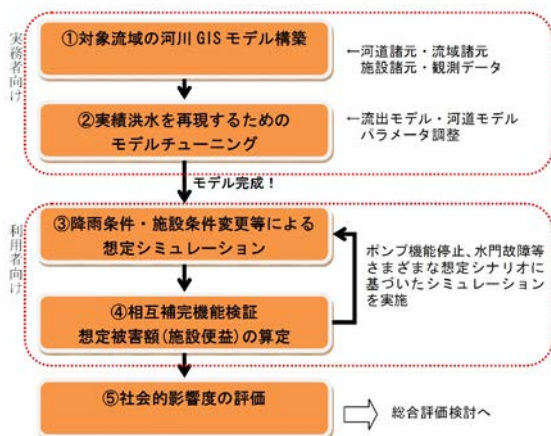 実務者向け
①対象流域の河川 GIS モデル構築
←河道諸元・流域諸元
施設諸元・観測データ
②実績洪水を再現するための
モデルチューニング
←流出モデル・河道モデル
パラメータ調整
モデル完成！
利用者向け
③降雨条件・施設条件変更等による
想定シミュレーション
ポンプ機能停止、水門故障等
さまざまな想定シナリオに
基づいたシミュレーション
を実施
④相互補完機能検証
想定被害額(施設便益)の算定
⑤社会的影響度の評価
総合評価検討へ